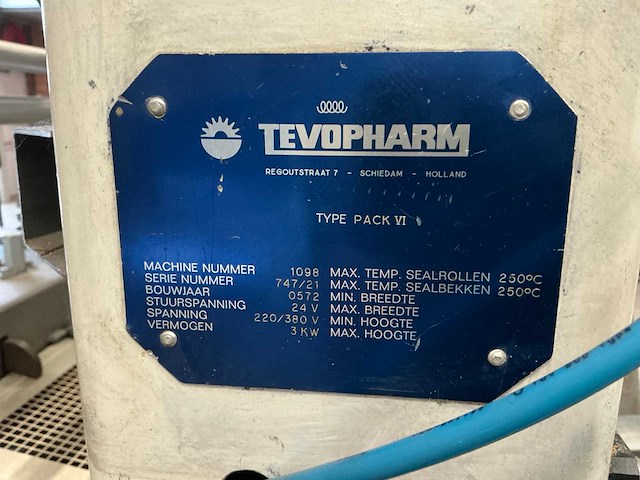 TEVOPHARM
REGOUTSTRAAT 7 - SCHIEDAM - HOLLAND
TYPE PACK VI
MACHINE NUMMER 1098 MAX. TEMP. SEALROLLEN 250°C
SERIE NUMMER 747/21 MAX. TEMP. SEALBEKKEN 250°C
BOUWJAAR 0572 MIN. BREEDTE
STUURSPANNING 24 V MAX. BREEDTE
SPANNING 220/380 V MIN. HOOGTE
VERMOGEN 3 KW MAX. HOOGTE